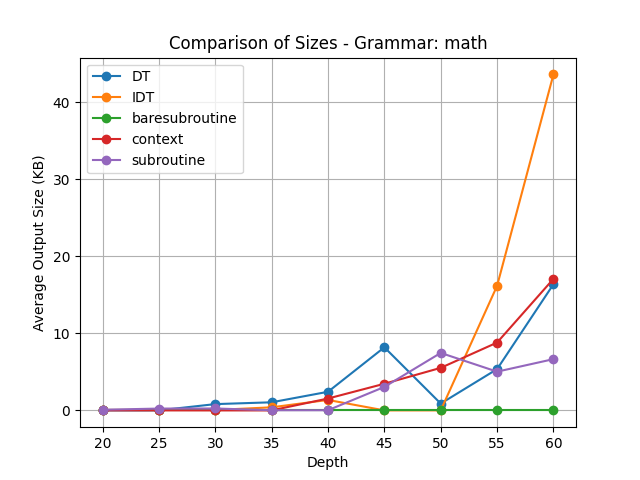 Comparison of Sizes - Grammar: math
DT
IDT
baresubroutine
context
subroutine
Average Output Size (KB)
40
30
20
10
0
20 25 30 35 40 45 50 55 60
Depth